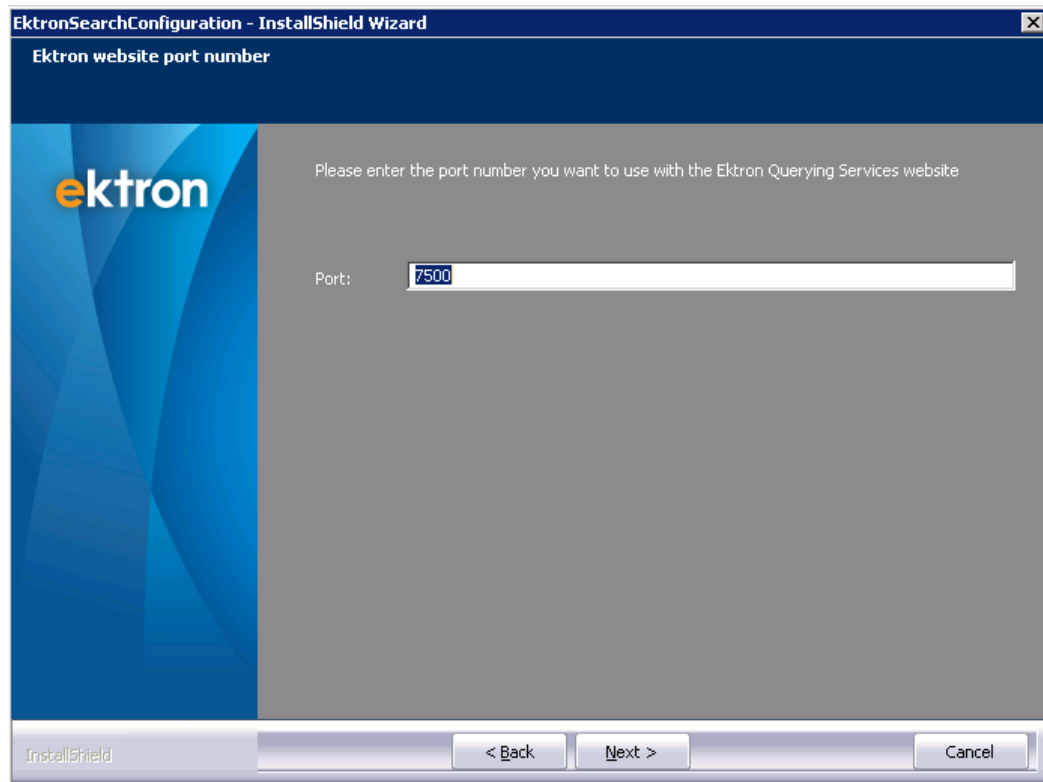 EktronSearchConfiguration - InstallShield Wizard
Ektron website port number
ektron
Please enter the port number you want to use with the Ektron Querying Services website
Port: 7500
InstallShield
< Back Next > Cancel